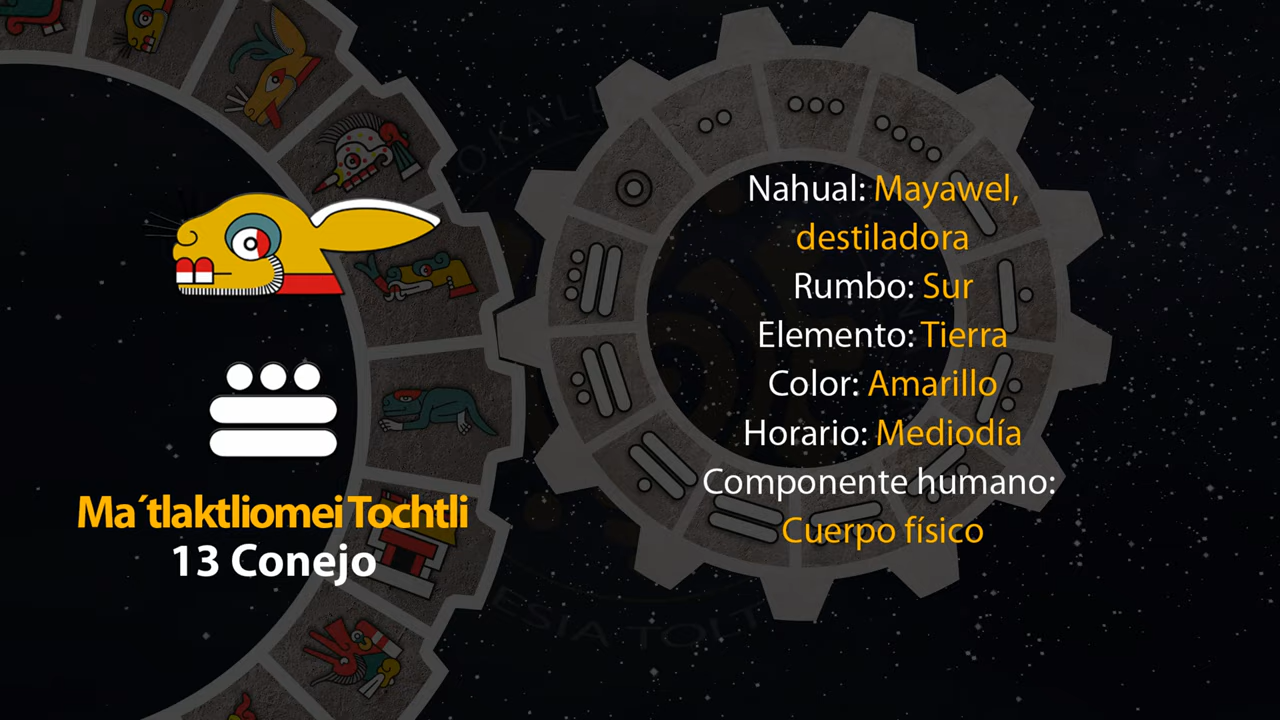 Ma´tlaktliomei Tochtli
13 Conejo
Nahual: Mayawel,
destiladora
Rumbo: Sur
Elemento: Tierra
Color: Amarillo
Horario: Mediodía
Componente humano:
Cuerpo físico